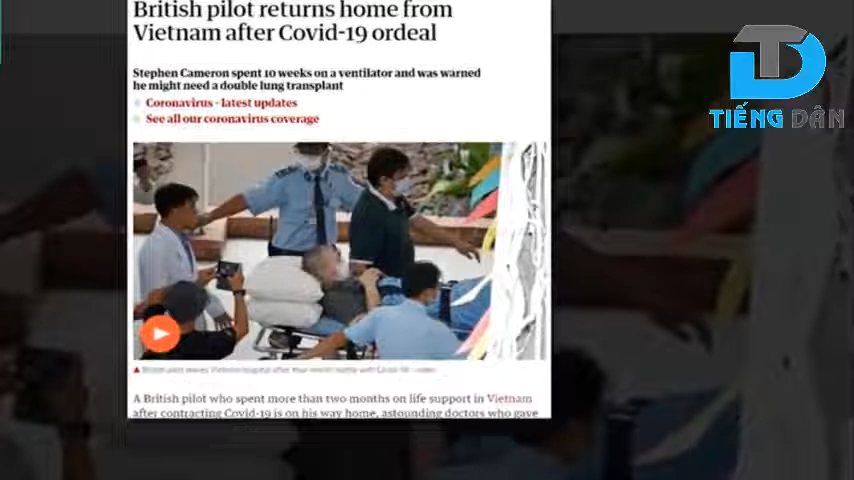 British pilot returns home from
Vietnam after Covid-19 ordeal
Stephen Cameron spent 10 weeks on a ventilator and was warned
he might need a double lung transplant
Coronavirus - latest updates
See all our coronavirus coverage
A British pilot who spent more than two months on life support in Vietnam
after contracting Covid-19 is on his way home, astounding doctors who gave
TIẾNG DÂN